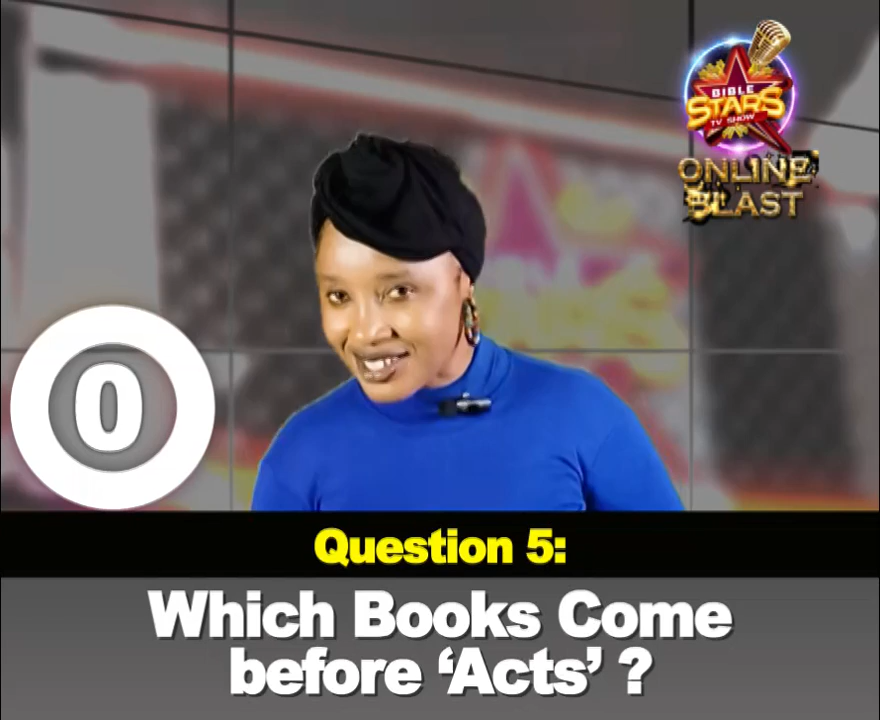 BIBLE
STARS
TV SHOW
ONLINE
BLAST
0
Question 5:
Which Books Come
before ‘Acts’ ?